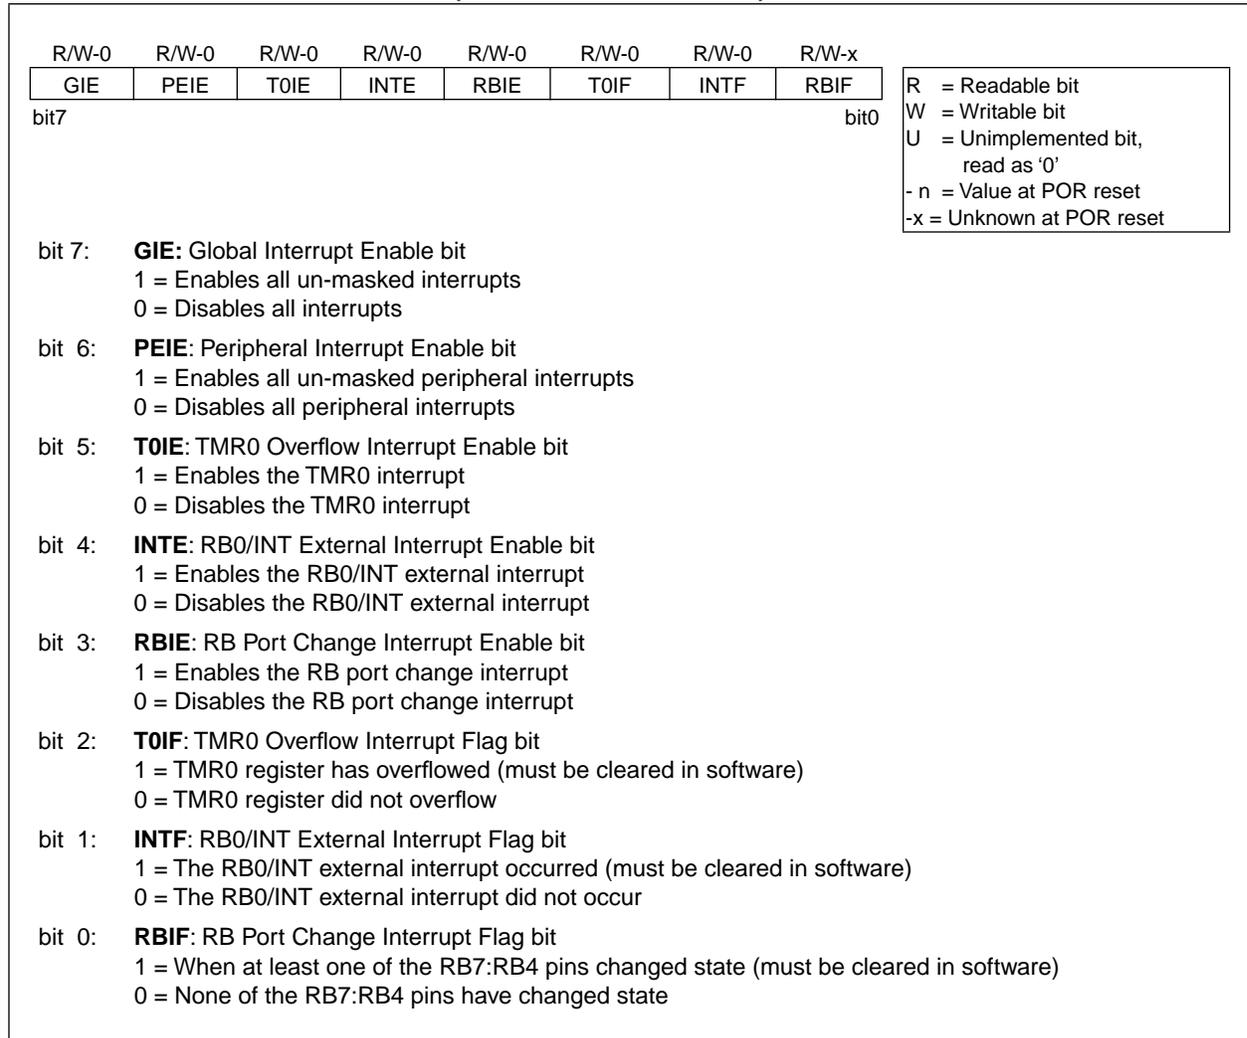 R/W-0 R/W-0 R/W-0 R/W-0 R/W-0 R/W-0 R/W-0 R/W-x
GIE PEIE T0IE INTE RBIE T0IF INTF RBIF
bit7 bit0
R = Readable bit
W = Writable bit
U = Unimplemented bit,
read as ‘0’
- n = Value at POR reset
-x = Unknown at POR reset
bit 7: GIE: Global Interrupt Enable bit
1 = Enables all un-masked interrupts
0 = Disables all interrupts
bit 6: PEIE: Peripheral Interrupt Enable bit
1 = Enables all un-masked peripheral interrupts
0 = Disables all peripheral interrupts
bit 5: T0IE: TMR0 Overflow Interrupt Enable bit
1 = Enables the TMR0 interrupt
0 = Disables the TMR0 interrupt
bit 4: INTE: RB0/INT External Interrupt Enable bit
1 = Enables the RB0/INT external interrupt
0 = Disables the RB0/INT external interrupt
bit 3: RBIE: RB Port Change Interrupt Enable bit
1 = Enables the RB port change interrupt
0 = Disables the RB port change interrupt
bit 2: T0IF: TMR0 Overflow Interrupt Flag bit
1 = TMR0 register has overflowed (must be cleared in software)
0 = TMR0 register did not overflow
bit 1: INTF: RB0/INT External Interrupt Flag bit
1 = The RB0/INT external interrupt occurred (must be cleared in software)
0 = The RB0/INT external interrupt did not occur
bit 0: RBIF: RB Port Change Interrupt Flag bit
1 = When at least one of the RB7:RB4 pins changed state (must be cleared in software)
0 = None of the RB7:RB4 pins have changed state